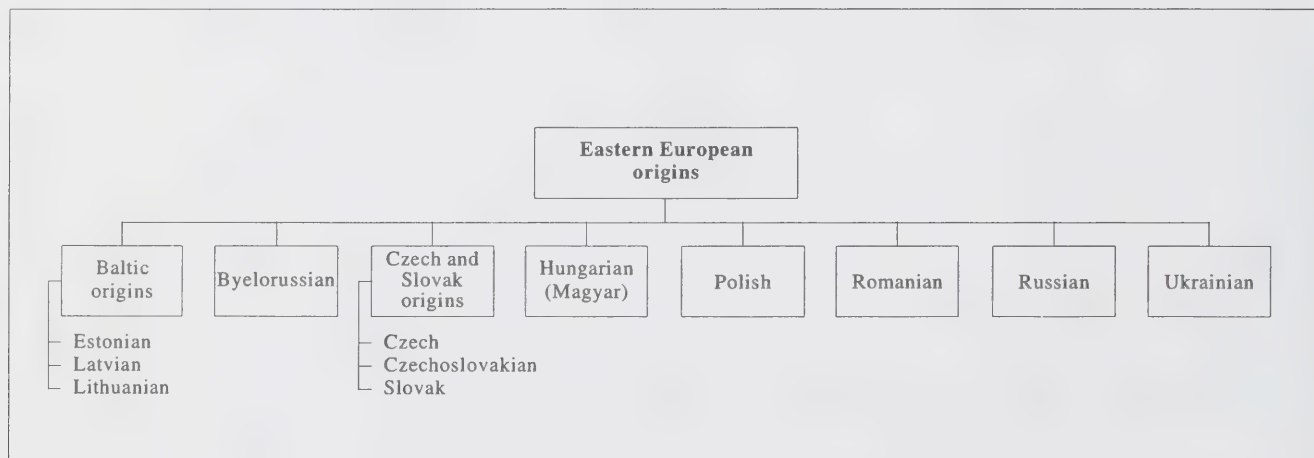 Eastern European
origins
Baltic
origins
Estonian
Latvian
Lithuanian
Byelorussian
Czech and
Slovak
origins
Czech
Czechoslovakian
Slovak
Hungarian
(Magyar)
Polish
Romanian
Russian
Ukrainian